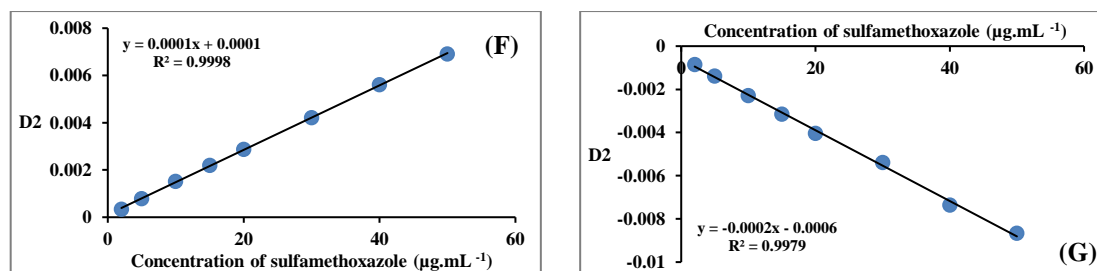 0.008
0.006
0.004
0.002
0
D2
y = 0.0001x + 0.0001
R² = 0.9998
(F)
0 20 40 60
Concentration of sulfamethoxazole (µg.mL ⁻¹)
Concentration of sulfamethoxazole (µg.mL ⁻¹)
0 20 40 60
0
-0.002
-0.004
-0.006
-0.008
-0.01
D2
y = -0.0002x - 0.0006
R² = 0.9979
(G)